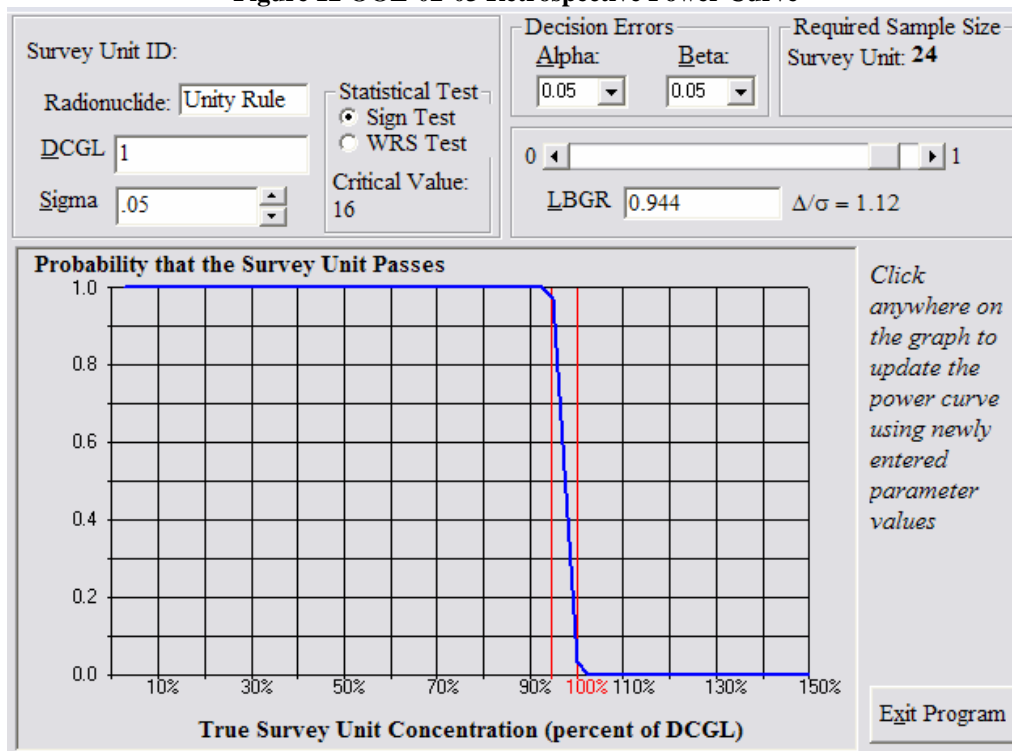 Survey Unit ID:
Radionuclide: Unity Rule
DCGL 1
Sigma .05
Statistical Test
Sign Test
WRS Test
Critical Value:
16
Decision Errors
Alpha: Beta:
0.05 0.05
Required Sample Size
Survey Unit: 24
0 1
LBGR 0.944 Δ/σ = 1.12
Probability that the Survey Unit Passes
1.0
0.8
0.6
0.4
0.2
0.0
10% 30% 50% 70% 90% 100% 110% 130% 150%
True Survey Unit Concentration (percent of DCGL)
Click
anywhere on
the graph to
update the
power curve
using newly
entered
parameter
values
Exit Program